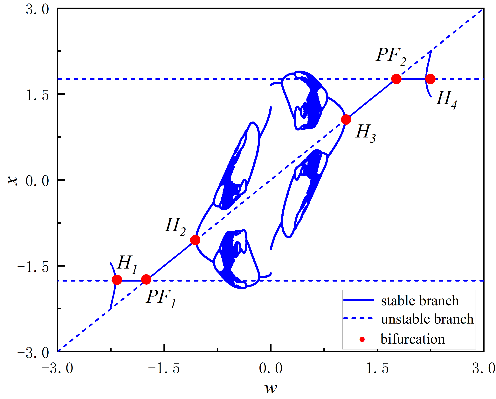 3.0
1.5
0.0
-1.5
-3.0
x
PF₂
H₄
H₃
H₂
H₁
PF₁
stable branch
unstable branch
bifurcation
-3.0 -1.5 0.0 1.5 3.0
w